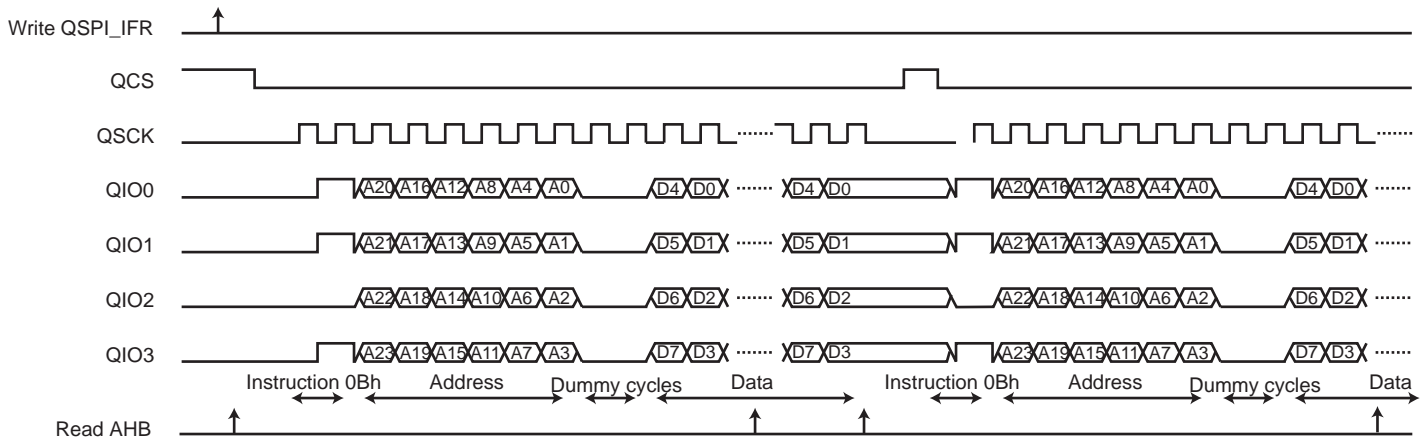 Write QSPI_IFR
QCS
QSCK
QIO0 A20 A16 A12 A8 A4 A0 D4 D0 D4 D0 A20 A16 A12 A8 A4 A0 D4 D0
QIO1 A21 A17 A13 A9 A5 A1 D5 D1 D5 D1 A21 A17 A13 A9 A5 A1 D5 D1
QIO2 A22 A18 A14 A10 A6 A2 D6 D2 D6 D2 A22 A18 A14 A10 A6 A2 D6 D2
QIO3 A23 A19 A15 A11 A7 A3 D7 D3 D7 D3 A23 A19 A15 A11 A7 A3 D7 D3
Instruction 0Bh Address Dummy cycles Data Instruction 0Bh Address Dummy cycles Data
Read AHB